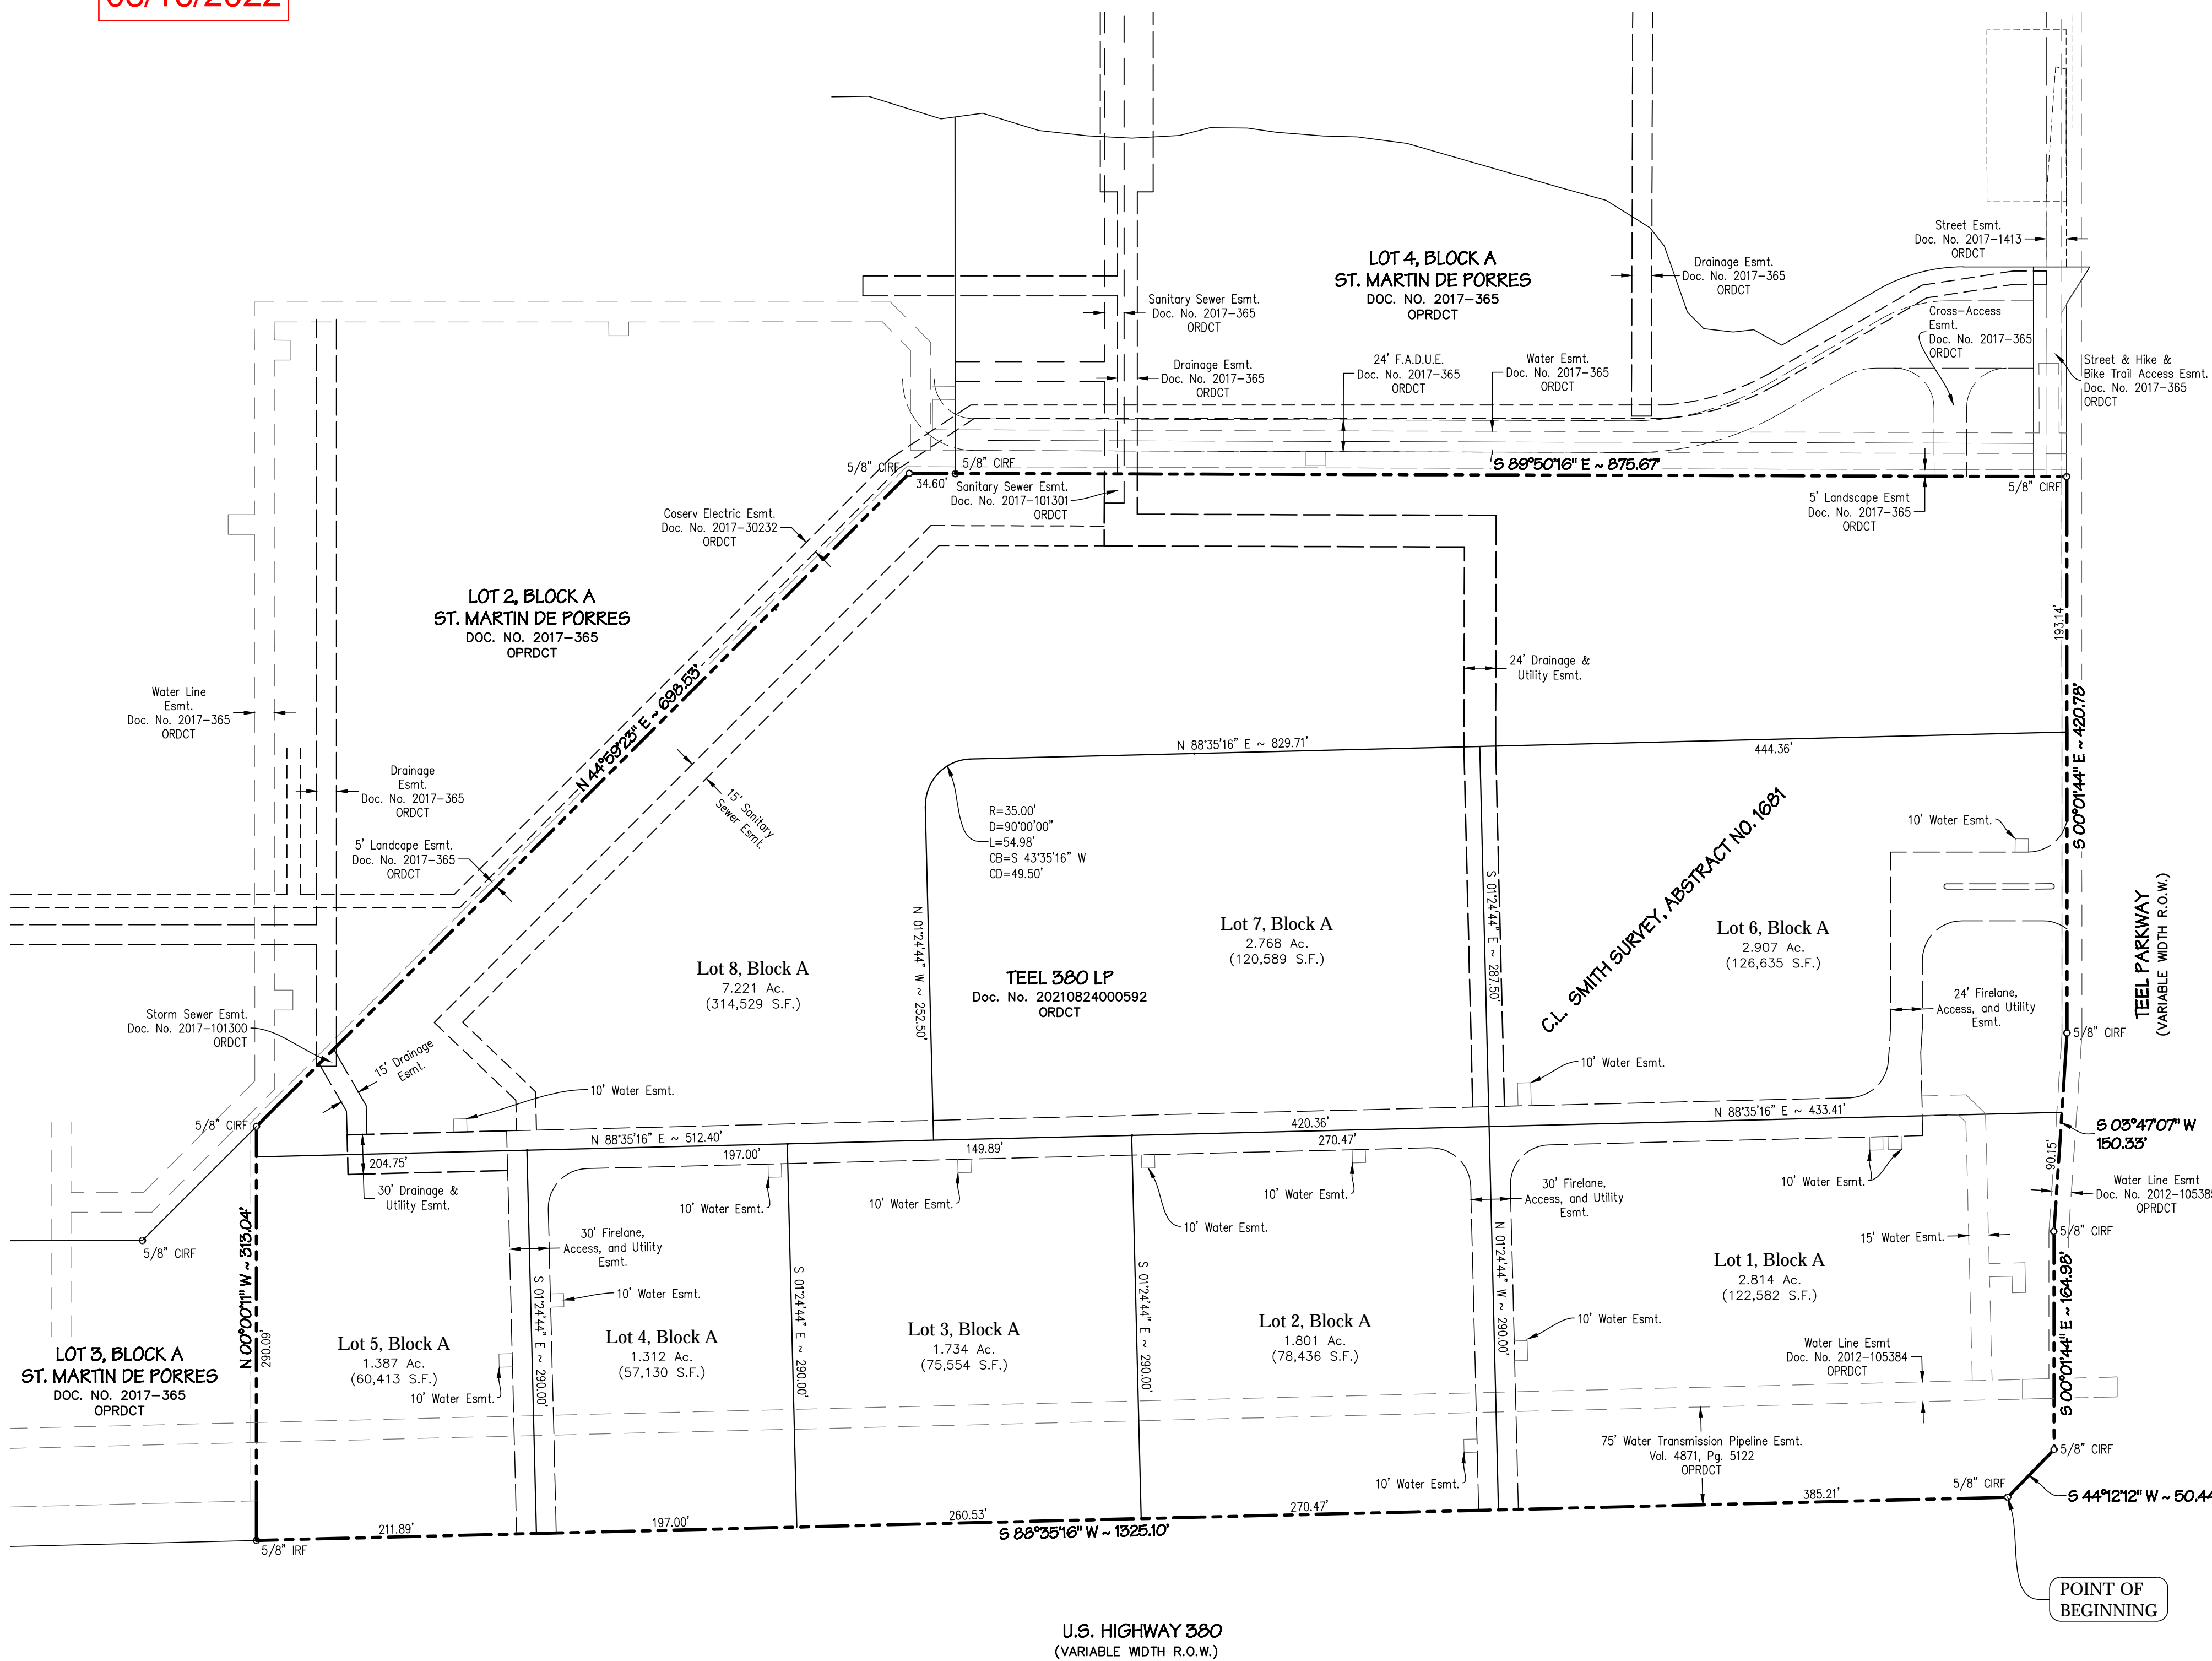 08/16/2022
Street Esmt.
Doc. No. 2017-1413
ORDCT
LOT 4, BLOCK A
ST. MARTIN DE PORRES
DOC. NO. 2017-365
OPRDCT
Drainage Esmt.
Doc. No. 2017-365
ORDCT
Sanitary Sewer Esmt.
Doc. No. 2017-365
ORDCT
Cross-Access
Esmt.
Doc. No. 2017-365
ORDCT
Drainage Esmt.
Doc. No. 2017-365
ORDCT
24' F.A.D.U.E.
Doc. No. 2017-365
ORDCT
Water Esmt.
Doc. No. 2017-365
ORDCT
Street & Hike &
Bike Trail Access Esmt.
Doc. No. 2017-365
ORDCT
5/8" CIRF
5/8" CIRF
S 89°50'16" E ~ 875.67'
34.60'
Sanitary Sewer Esmt.
Doc. No. 2017-101301
ORDCT
5/8" CIRF
5' Landscape Esmt
Doc. No. 2017-365
ORDCT
Coserv Electric Esmt.
Doc. No. 2017-30232
ORDCT
LOT 2, BLOCK A
ST. MARTIN DE PORRES
DOC. NO. 2017-365
OPRDCT
193.14'
24' Drainage &
Utility Esmt.
Water Line
Esmt.
Doc. No. 2017-365
ORDCT
N 44°59'23" E ~ 698.53'
S 00°01'44" E ~ 420.78'
N 88°35'16" E ~ 829.71'
444.36'
Drainage
Esmt.
Doc. No. 2017-365
ORDCT
15' Sanitary
Sewer Esmt.
R=35.00'
D=90°00'00"
L=54.98'
CB=S 43°35'16" W
CD=49.50'
5' Landcape Esmt.
Doc. No. 2017-365
ORDCT
10' Water Esmt.
C.L. SMITH SURVEY, ABSTRACT NO. 1681
S 01°24'44" E ~ 287.50'
N 01°24'44" W ~ 252.50'
TEEL PARKWAY
(VARIABLE WIDTH R.O.W.)
Lot 7, Block A
2.768 Ac.
(120,589 S.F.)
Lot 6, Block A
2.907 Ac.
(126,635 S.F.)
Lot 8, Block A
7.221 Ac.
(314,529 S.F.)
TEEL 380 LP
Doc. No. 20210824000592
ORDCT
24' Firelane,
Access, and Utility
Esmt.
Storm Sewer Esmt.
Doc. No. 2017-101300
ORDCT
5/8" CIRF
15' Drainage
Esmt.
10' Water Esmt.
10' Water Esmt.
5/8" CIRF
N 88°35'16" E ~ 433.41'
420.36'
N 88°35'16" E ~ 512.40'
S 03°47'07" W
150.33'
204.75'
197.00'
149.89'
270.47'
90.15'
30' Drainage &
Utility Esmt.
10' Water Esmt.
10' Water Esmt.
10' Water Esmt.
10' Water Esmt.
30' Firelane,
Access, and Utility
Esmt.
10' Water Esmt.
Water Line Esmt
Doc. No. 2012-10538
OPRDCT
5/8" CIRF
30' Firelane,
Access, and Utility
Esmt.
15' Water Esmt.
5/8" CIRF
N 00°00'11" W ~ 313.04'
290.09'
S 01°24'44" E ~ 290.00'
S 01°24'44" E ~ 290.00'
S 01°24'44" E ~ 290.00'
N 01°24'44" W ~ 290.00'
10' Water Esmt.
10' Water Esmt.
Lot 1, Block A
2.814 Ac.
(122,582 S.F.)
S 00°01'44" E ~ 164.98'
Lot 5, Block A
1.387 Ac.
(60,413 S.F.)
Lot 4, Block A
1.312 Ac.
(57,130 S.F.)
Lot 3, Block A
1.734 Ac.
(75,554 S.F.)
Lot 2, Block A
1.801 Ac.
(78,436 S.F.)
Water Line Esmt
Doc. No. 2012-105384
OPRDCT
LOT 3, BLOCK A
ST. MARTIN DE PORRES
DOC. NO. 2017-365
OPRDCT
10' Water Esmt.
75' Water Transmission Pipeline Esmt.
Vol. 4871, Pg. 5122
OPRDCT
5/8" CIRF
10' Water Esmt.
5/8" CIRF
S 44°12'12" W ~ 50.44
385.21'
270.47'
260.53'
197.00'
211.89'
S 88°35'16" W ~ 1325.10'
5/8" IRF
POINT OF
BEGINNING
U.S. HIGHWAY 380
(VARIABLE WIDTH R.O.W.)